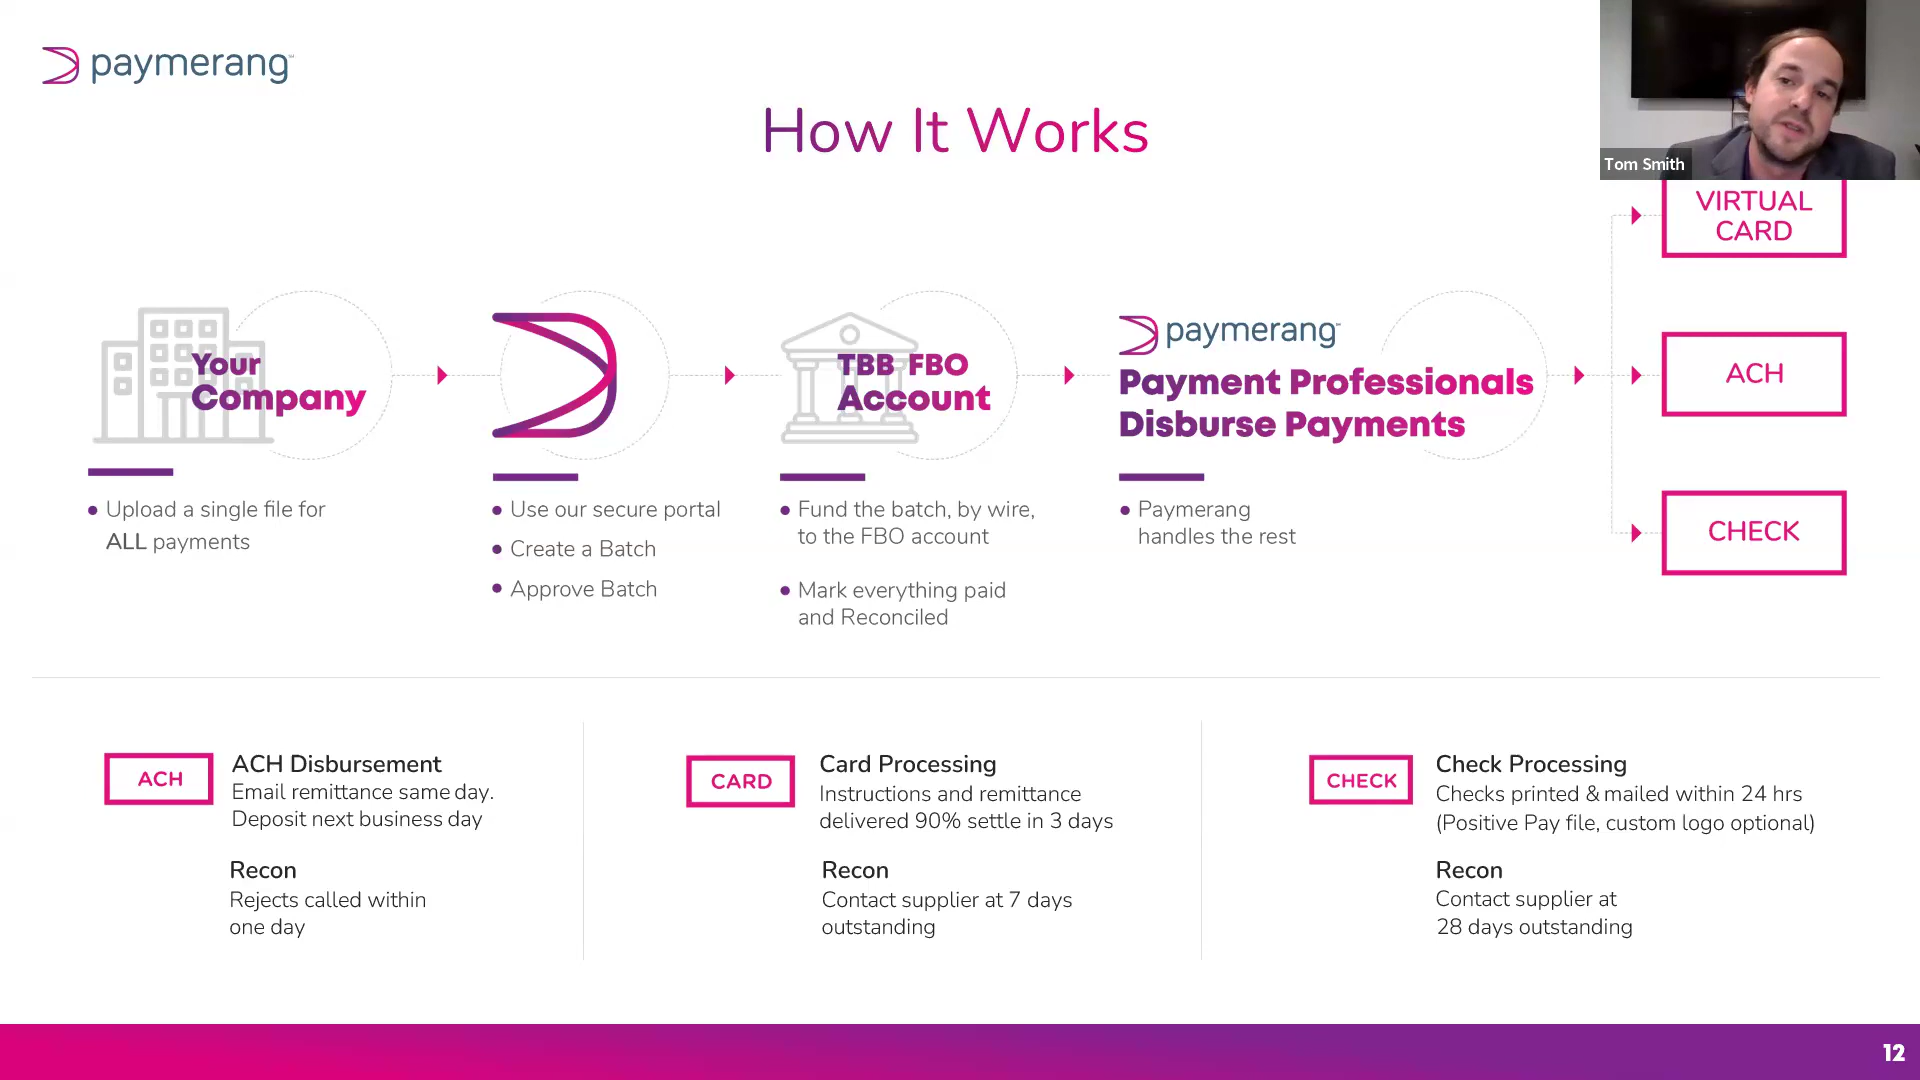 paymerang
How It Works
Tom Smith
VIRTUAL
CARD
Your
Company
TBB FBO
Account
paymerang
Payment Professionals
Disburse Payments
ACH
CHECK
• Upload a single file for
ALL payments
• Use our secure portal
• Create a Batch
• Approve Batch
• Fund the batch, by wire,
to the FBO account
• Mark everything paid
and Reconciled
• Paymerang
handles the rest
ACH
ACH Disbursement
Email remittance same day.
Deposit next business day
Recon
Rejects called within
one day
CARD
Card Processing
Instructions and remittance
delivered 90% settle in 3 days
Recon
Contact supplier at 7 days
outstanding
CHECK
Check Processing
Checks printed & mailed within 24 hrs
(Positive Pay file, custom logo optional)
Recon
Contact supplier at
28 days outstanding
12